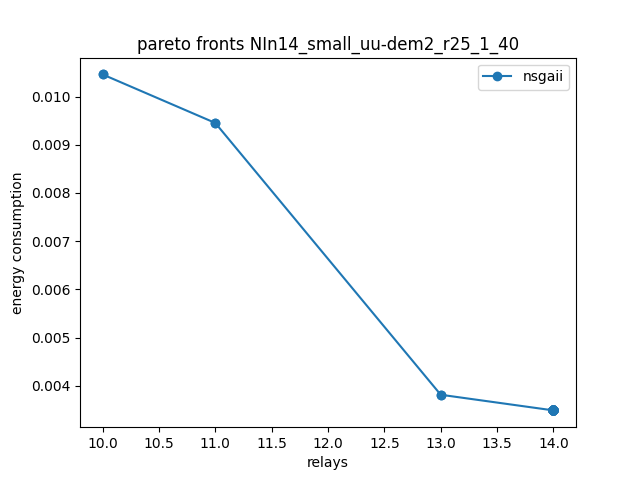 pareto fronts NIn14_small_uu-dem2_r25_1_40
nsgaii
0.010
0.009
0.008
0.007
0.006
0.005
0.004
energy consumption
10.0 10.5 11.0 11.5 12.0 12.5 13.0 13.5 14.0
relays